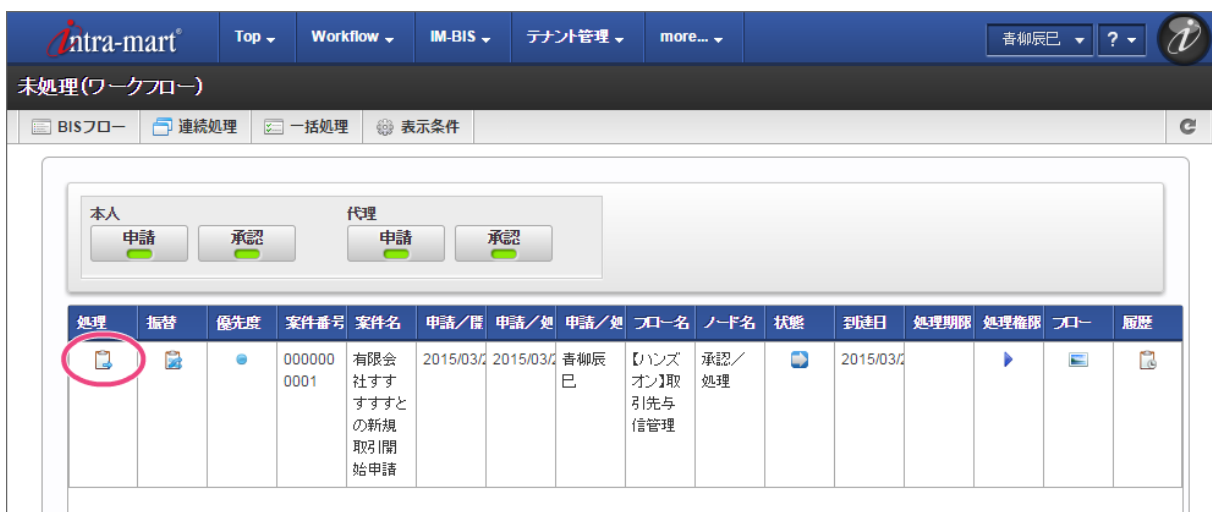 intra-mart®
Top
Workflow
IM-BIS
テナント管理
more...
青柳辰巳
?
未処理(ワークフロー)
BISフロー
連続処理
一括処理
表示条件
本人
代理
申請
承認
申請
承認
処理
振替
優先度
案件番号
案件名
申請/開
申請/処
申請/処
フロー名
ノード名
状態
到達日
処理期限
処理権限
フロー
履歴
000000
0001
有限会
社すす
すすすと
の新規
取引開
始申請
2015/03/2
2015/03/2
青柳辰
巳
【ハンズ
オン】取
引先与
信管理
承認/
処理
2015/03/2